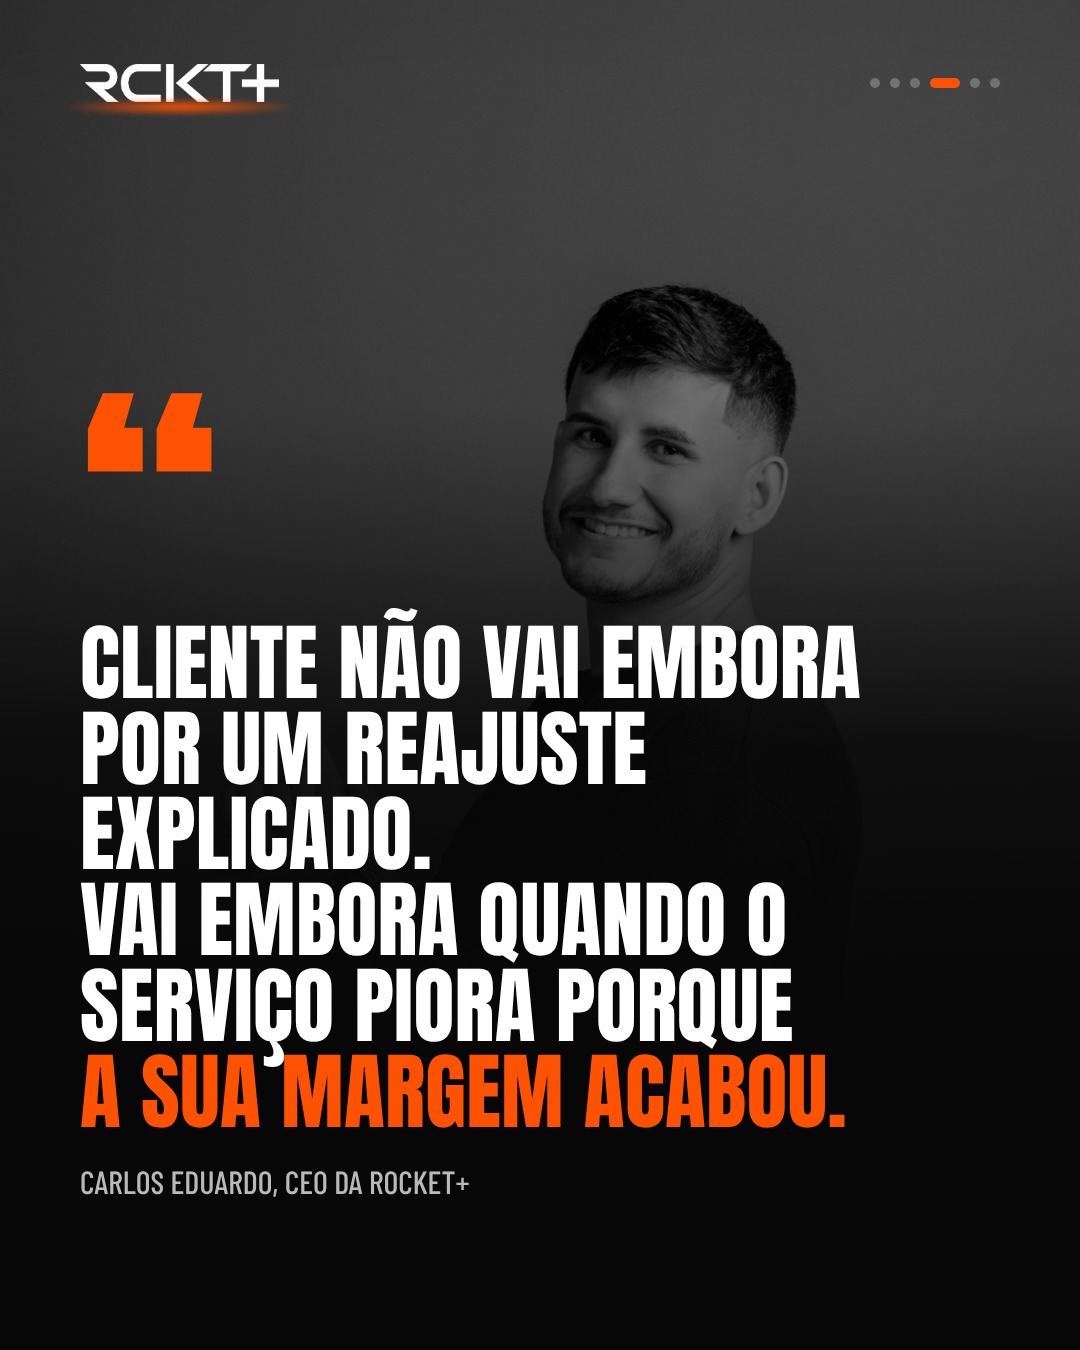 RCKT+
“
CLIENTE NÃO VAI EMBORA
POR UM REAJUSTE
EXPLICADO.
VAI EMBORA QUANDO O
SERVIÇO PIORA PORQUE
A SUA MARGEM ACABOU.
CARLOS EDUARDO, CEO DA ROCKET+